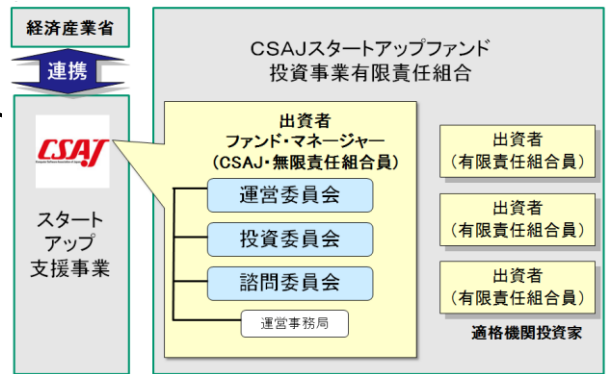 経済産業省
連携
CSAJ
スタート
アップ
支援事業
CSAJスタートアップファンド
投資事業有限責任組合
出資者
ファンド・マネージャー
(CSAJ・無限責任組合員)
運営委員会
投資委員会
諮問委員会
運営事務局
出資者
(有限責任組合員)
出資者
(有限責任組合員)
出資者
(有限責任組合員)
適格機関投資家